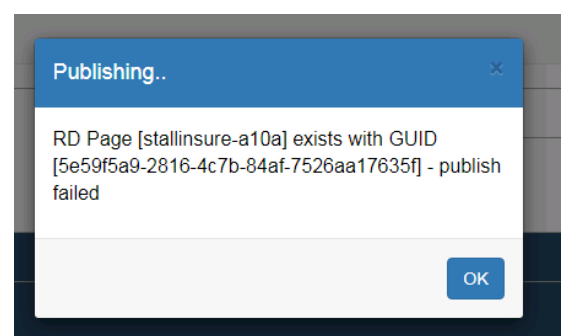 Publishing..
×
RD Page [stallinsure-a10a] exists with GUID
[5e59f5a9-2816-4c7b-84af-7526aa17635f] - publish
failed
OK